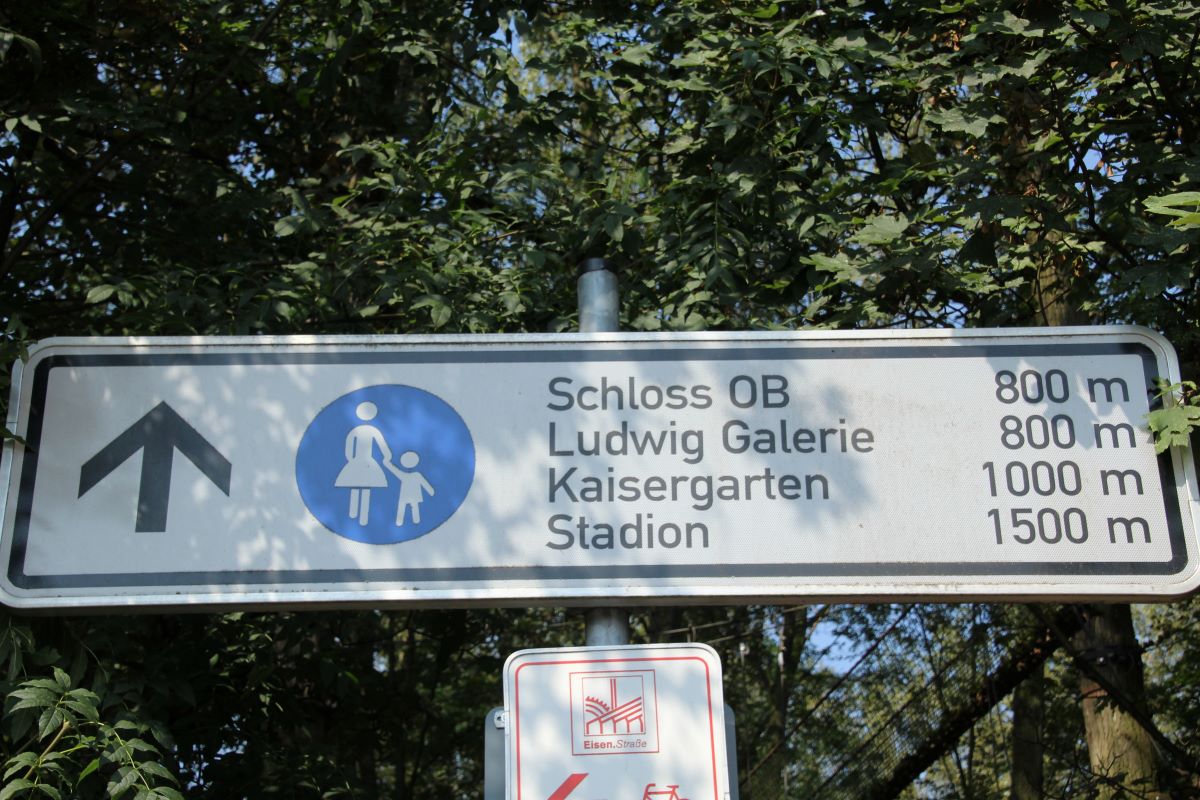 Schloss OB 800 m
Ludwig Galerie 800 m
Kaisergarten 1000 m
Stadion 1500 m
Eisen.Straße